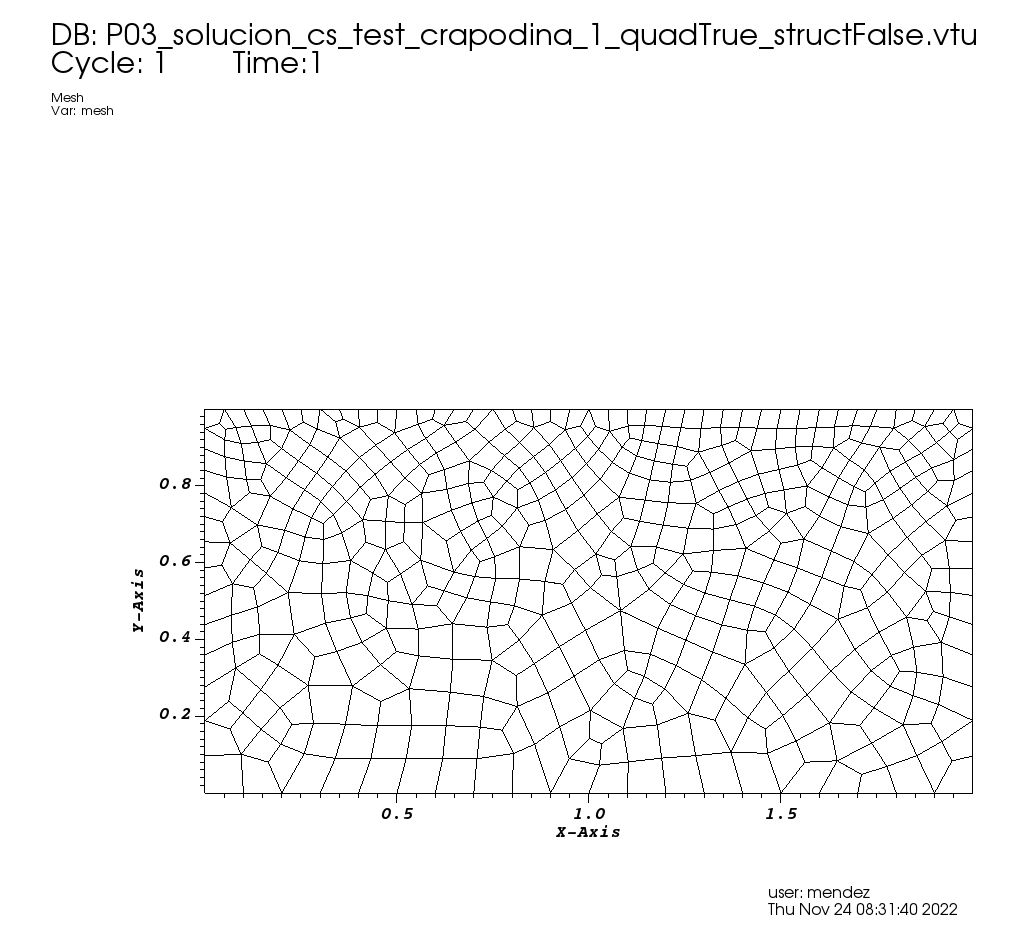 DB: P03_solucion_cs_test_crapodina_1_quadTrue_structFalse.vtu
Cycle: 1 Time:1
Mesh
Var: mesh
0.8
0.6
Y-Axis
0.4
0.2
0.5 1.0 1.5
X-Axis
user: mendez
Thu Nov 24 08:31:40 2022